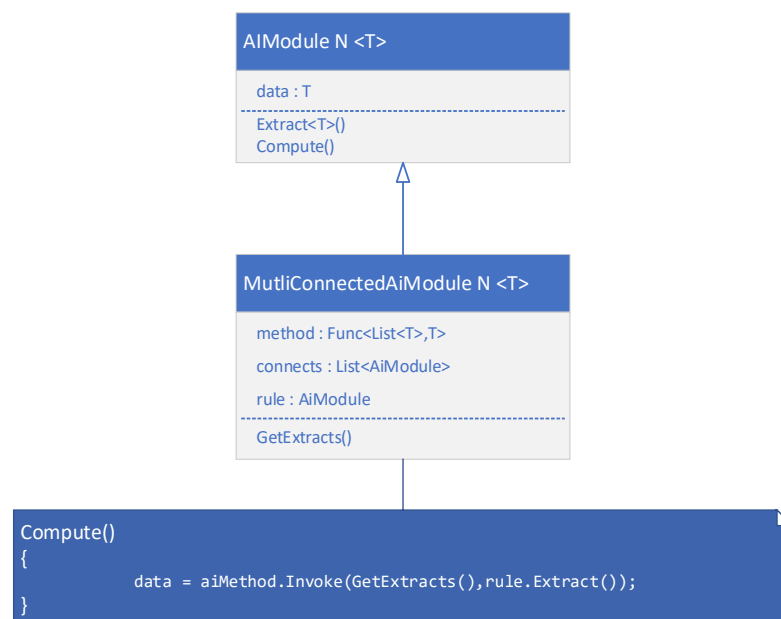 AIModule N <T>
data : T
Extract<T>()
Compute()
MutliConnectedAiModule N <T>
method : Func<List<T>,T>
connects : List<AiModule>
rule : AiModule
GetExtracts()
Compute()
{
data = aiMethod.Invoke(GetExtracts(),rule.Extract());
}